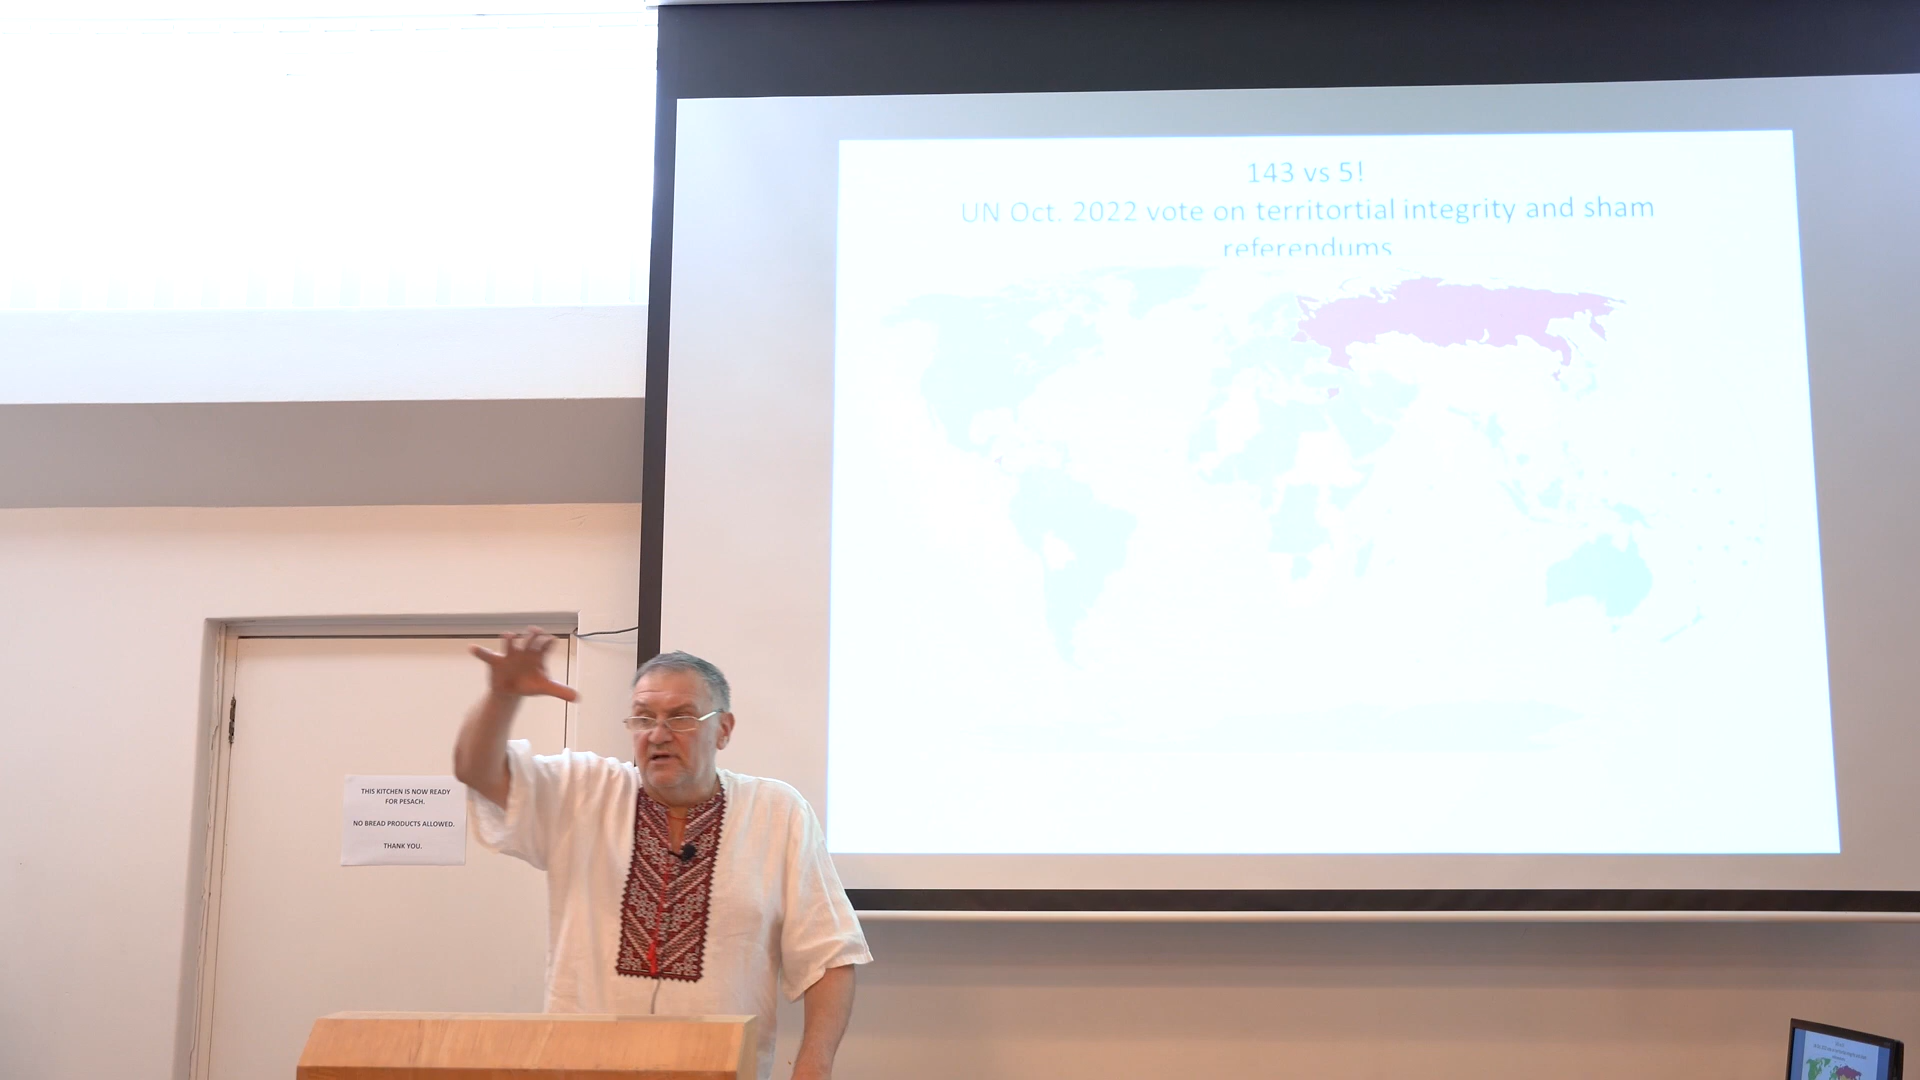 143 vs 5!
UN Oct. 2022 vote on territortial integrity and sham
referendums
THIS KITCHEN IS NOW READY
FOR PESACH.
NO BREAD PRODUCTS ALLOWED.
THANK YOU.